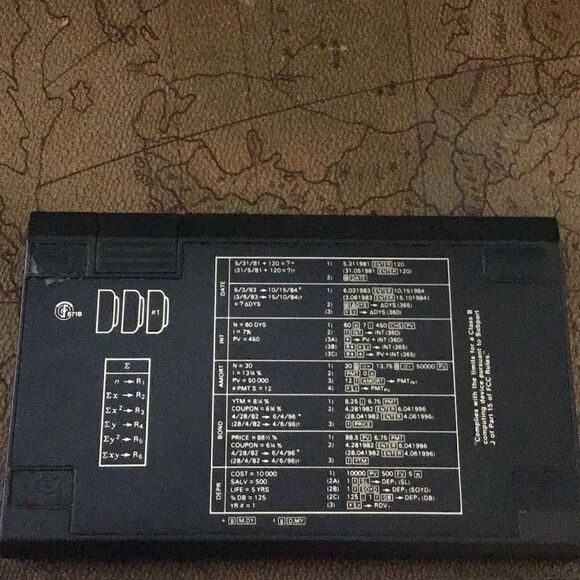 DATE
5/31/81 + 120 = ? *
(31/5/81 + 120 = ?)†
1) 5.311981 ENTER 120
(31.051981 ENTER 120)
2) g DATE
6/3/83 → 10/15/84 *
(3/6/83 → 15/10/84)†
= ? ΔDYS
1) 6.031983 ENTER 10.151984
(3.061983 ENTER 15.101984)
2) g ΔDYS → ΔDYS (365)
3) x≷y → ΔDYS (360)
INT
N = 60 DYS
I = 7%
PV = 450
1) 60 n 7 i 450 CHS PV
2) f INT → INT (360)
(3A) + → PV + INT (360)
(3B) R↓ x≷y → INT (365)
(3C) R↓ + → PV + INT (365)
AMORT
N = 30
I = 13¼ %
PV = 50 000
# PMT S = 12
2) PMT 0 n
3) 12 f AMORT → PMT INT
4) x≷y → PMT PV
BOND
YTM = 8¼ %
COUPON = 6¾ %
4/28/82 → 6/4/96 *
(28/4/82 → 4/6/96)†
1) 8.25 i 6.75 PMT
2) 4.281982 ENTER 6.041996
(28.041982 ENTER 4.061996)
3) f PRICE
PRICE = 88½ %
COUPON = 6¾ %
4/28/82 → 6/4/96 *
(28/4/82 → 4/6/96)†
1) 88.5 PV 6.75 PMT
2) 4.281982 ENTER 6.041996
(28.041982 ENTER 4.061996)
3) f YTM
DEPR
COST = 10 000
SALV = 500
LIFE = 5 YRS
% DB = 125
YR # = 1
1) 10000 PV 500 FV 5 n
(2A) 1 f SL → DEP1 (SL)
(2B) 1 f SOYD → DEP1 (SOYD)
(2C) 125 i 1 f DB → DEP1 (DB)
(3) x≷y → RDV1
* g M.DY † g D.MY
671B
#1
Σ
n → R1
Σx → R2
Σx² → R3
Σy → R4
Σy² → R5
Σxy → R6
"Complies with the limits for a Class B
computing device pursuant to Subpart
J of Part 15 of FCC Rules"